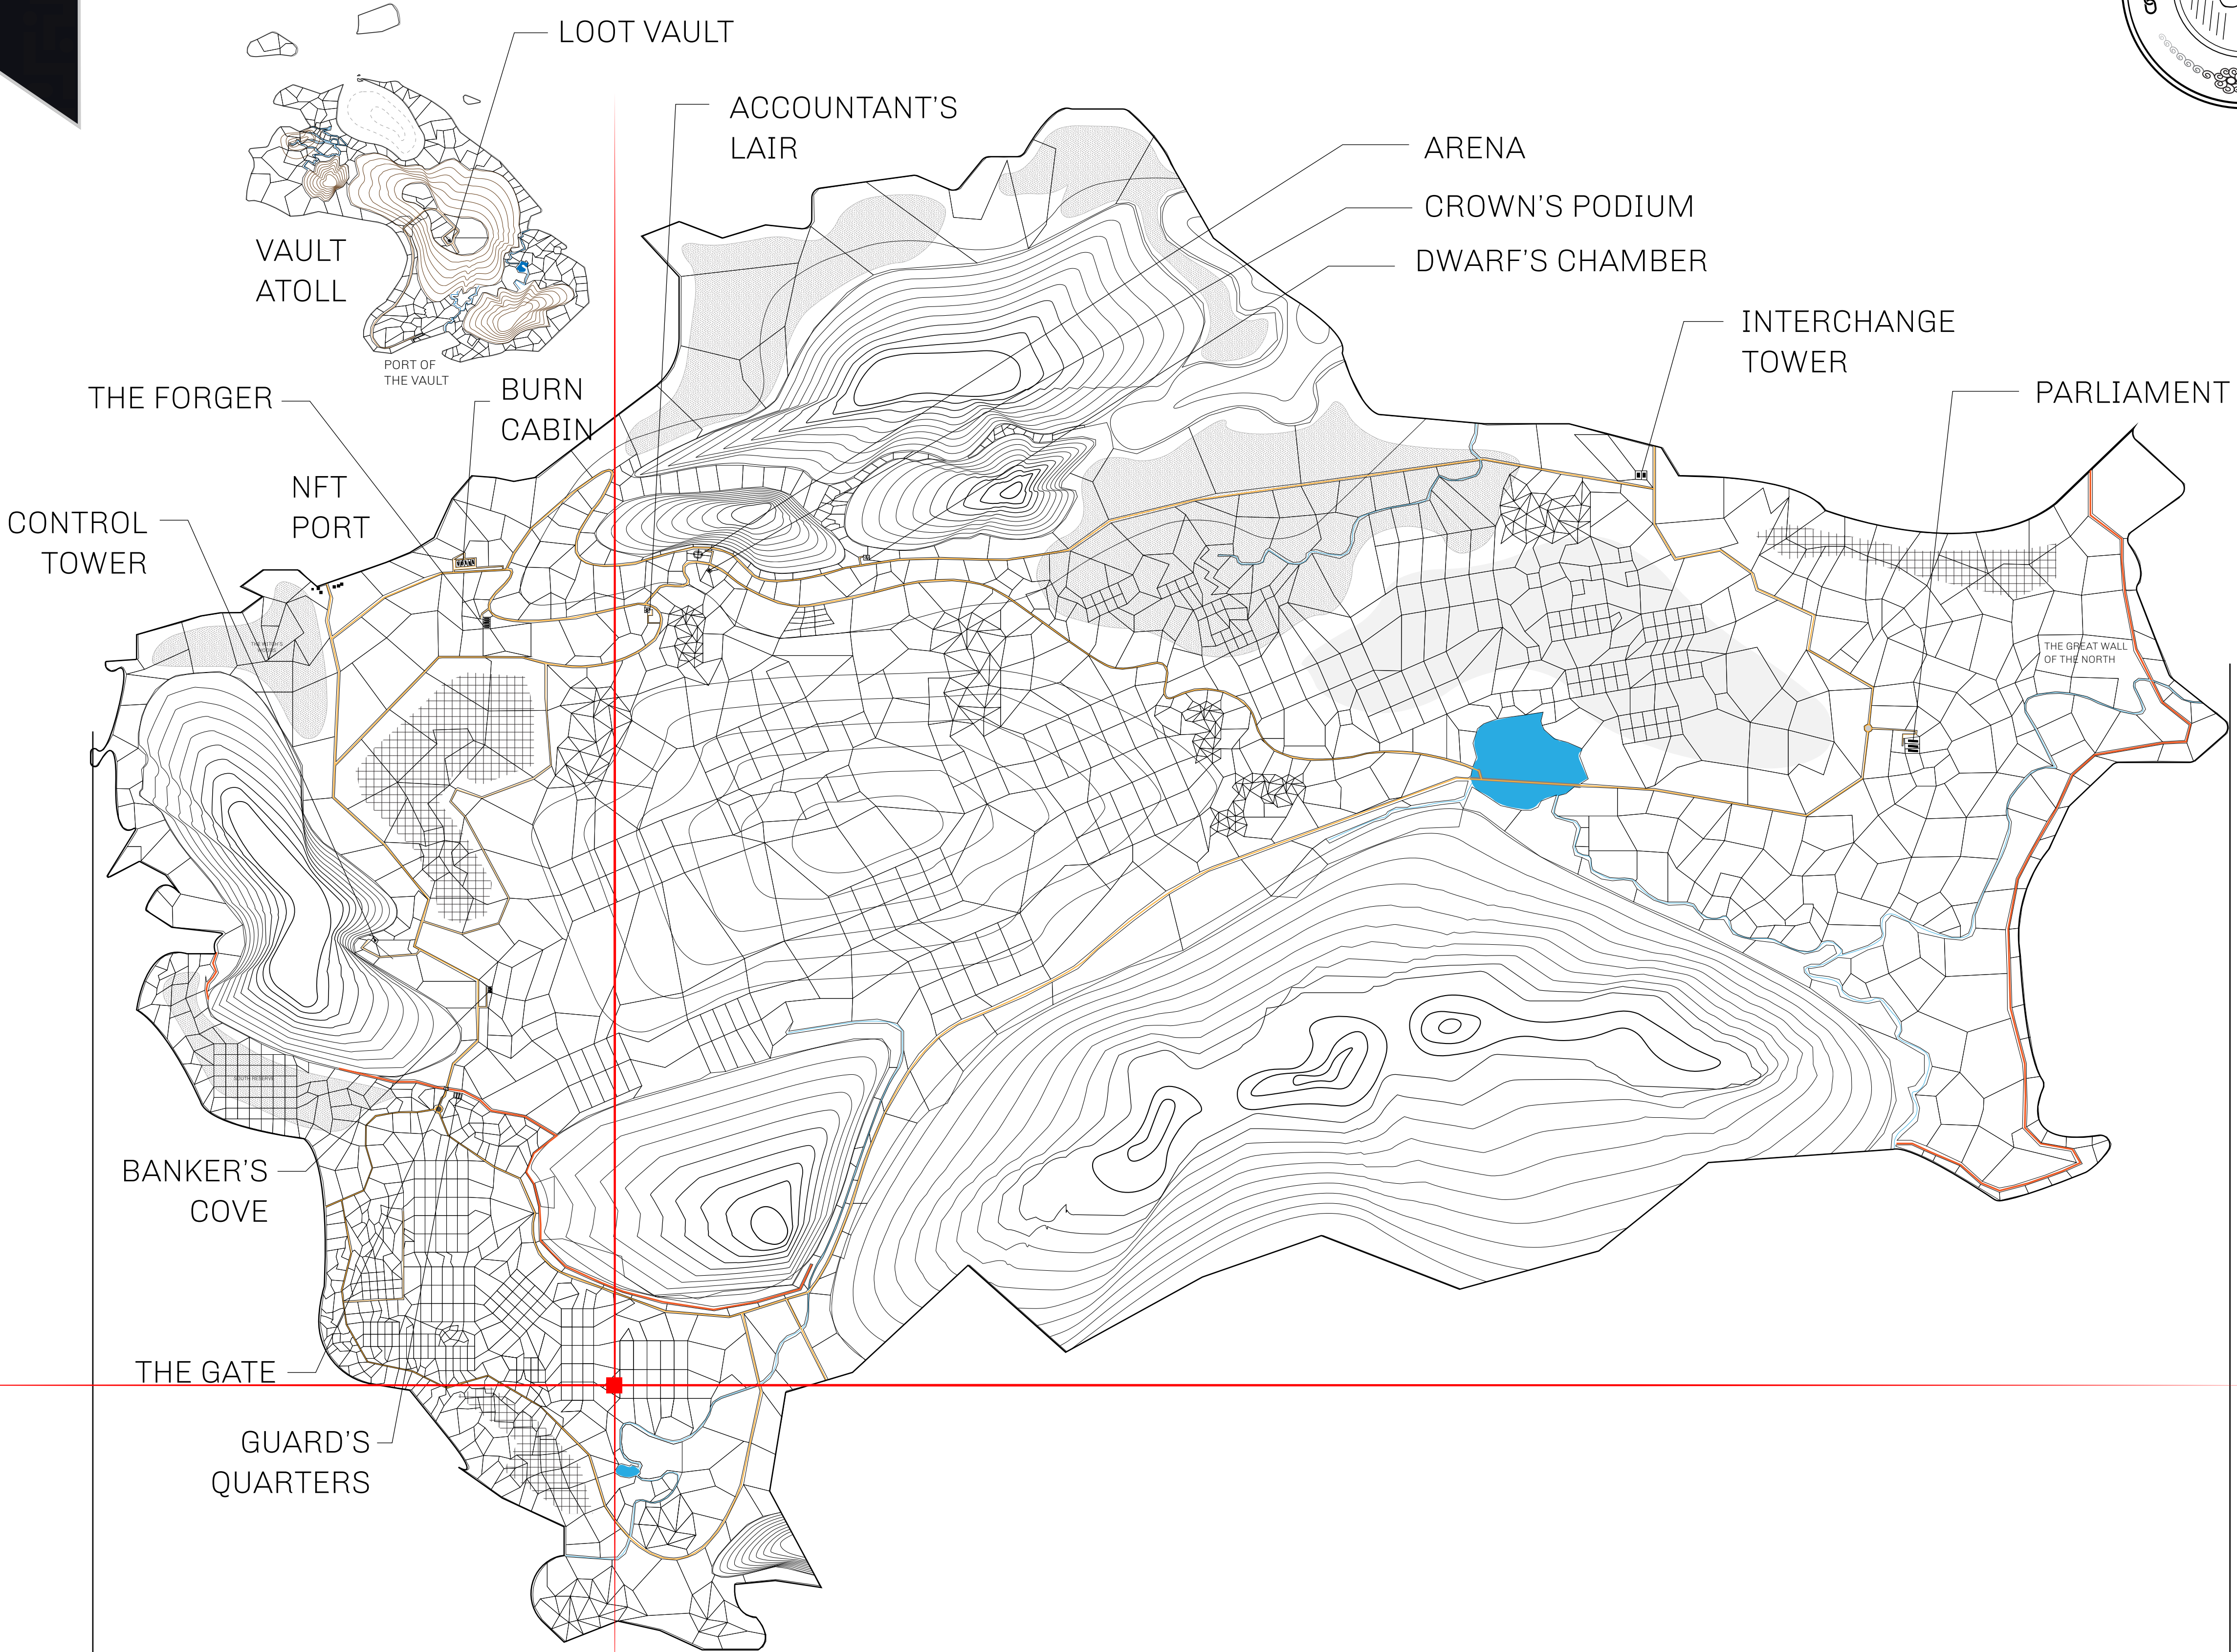 LOOT VAULT
ACCOUNTANT'S
LAIR
ARENA
CROWN'S PODIUM
DWARF'S CHAMBER
VAULT
ATOLL
INTERCHANGE
TOWER
PORT OF
THE VAULT
BURN
CABIN
THE FORGER
PARLIAMENT
NFT
PORT
CONTROL
TOWER
THE GREAT WALL
OF THE NORTH
SOUTH RESERVE
BANKER'S
COVE
THE GATE
GUARD'S
QUARTERS